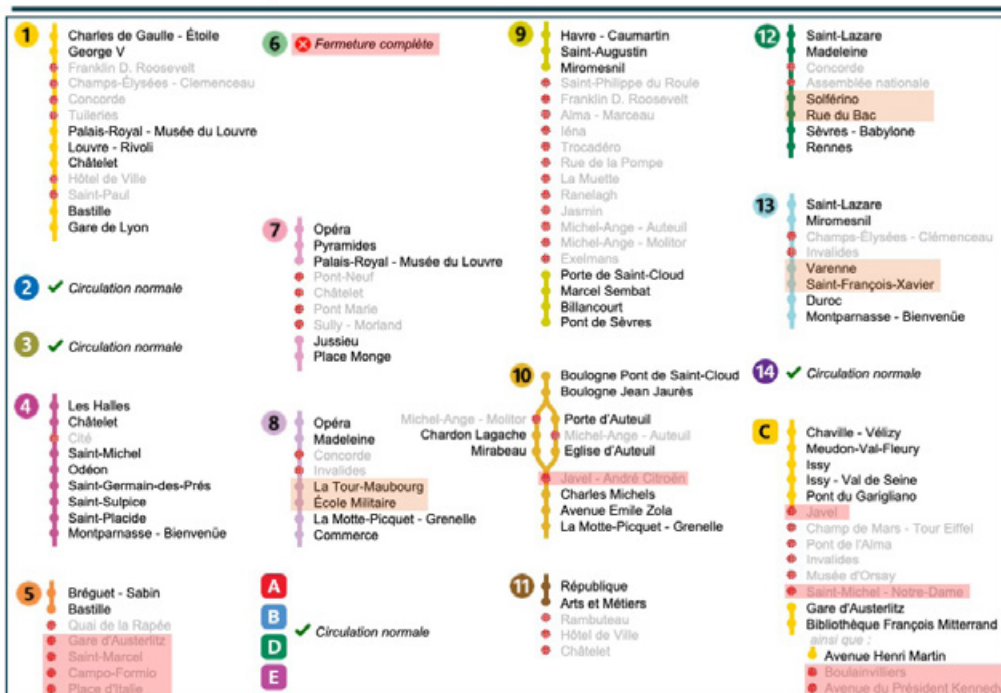 1
Charles de Gaulle - Étoile
George V
Franklin D. Roosevelt
Champs-Élysées - Clemenceau
Concorde
Tuileries
Palais-Royal - Musée du Louvre
Louvre - Rivoli
Châtelet
Hôtel de Ville
Saint-Paul
Bastille
Gare de Lyon
2
Circulation normale
3
Circulation normale
4
Les Halles
Châtelet
Cité
Saint-Michel
Odéon
Saint-Germain-des-Prés
Saint-Sulpice
Saint-Placide
Montparnasse - Bienvenüe
5
Bréguet - Sabin
Bastille
Quai de la Rapée
Gare d'Austerlitz
Saint-Marcel
Campo-Formio
Place d'Italie
6
Fermeture complète
7
Opéra
Pyramides
Palais-Royal - Musée du Louvre
Pont-Neuf
Châtelet
Pont Marie
Sully - Morland
Jussieu
Place Monge
8
Opéra
Madeleine
Concorde
Invalides
La Tour-Maubourg
École Militaire
La Motte-Picquet - Grenelle
Commerce
A
B
D
E
Circulation normale
9
Havre - Caumartin
Saint-Augustin
Miromesnil
Saint-Philippe du Roule
Franklin D. Roosevelt
Alma - Marceau
Iéna
Trocadéro
Rue de la Pompe
La Muette
Ranelagh
Jasmin
Michel-Ange - Auteuil
Michel-Ange - Molitor
Exelmans
Porte de Saint-Cloud
Marcel Sembat
Billancourt
Pont de Sèvres
10
Boulogne Pont de Saint-Cloud
Boulogne Jean Jaurès
Michel-Ange - Molitor
Porte d'Auteuil
Chardon Lagache
Michel-Ange - Auteuil
Mirabeau
Eglise d'Auteuil
Javel - André Citroën
Charles Michels
Avenue Emile Zola
La Motte-Picquet - Grenelle
11
République
Arts et Métiers
Rambuteau
Hôtel de Ville
Châtelet
12
Saint-Lazare
Madeleine
Concorde
Assemblée nationale
Solférino
Rue du Bac
Sèvres - Babylone
Rennes
13
Saint-Lazare
Miromesnil
Champs-Élysées - Clémenceau
Invalides
Varenne
Saint-François-Xavier
Duroc
Montparnasse - Bienvenüe
14
Circulation normale
C
Chaville - Vélizy
Meudon-Val-Fleury
Issy
Issy - Val de Seine
Pont du Garigliano
Javel
Champ de Mars - Tour Eiffel
Pont de l'Alma
Invalides
Musée d'Orsay
Saint-Michel - Notre-Dame
Gare d'Austerlitz
Bibliothèque François Mitterrand
ainsi que :
Avenue Henri Martin
Boulainvilliers
Avenue du Président Kennedy